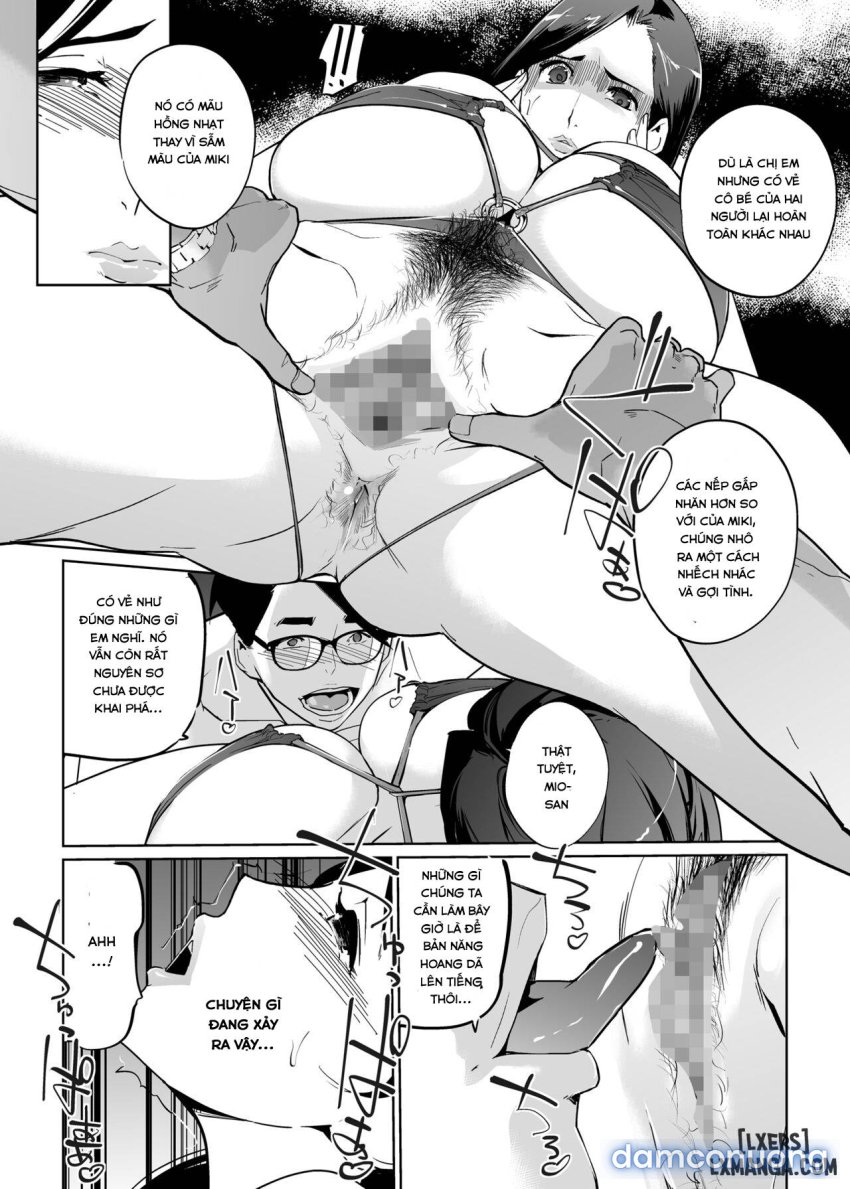 NÓ CÓ MÀU
HỒNG NHẠT
THAY VÌ SẪM
MÀU CỦA MIKI
DÙ LÀ CHỊ EM
NHƯNG CÓ VẺ
CÔ BÉ CỦA HAI
NGƯỜI LẠI HOÀN
TOÀN KHÁC NHAU
CÁC NẾP GẤP
NHĂN HƠN SO
VỚI CỦA MIKI,
CHÚNG NHÔ
RA MỘT CÁCH
NHẾCH NHÁC
VÀ GỢI TÌNH.
CÓ VẺ NHƯ
ĐÚNG NHỮNG GÌ
EM NGHĨ. NÓ
VẪN CÒN RẤT
NGUYÊN SƠ
CHƯA ĐƯỢC
KHAI PHÁ...
THẬT
TUYỆT,
MIO-
SAN
NHỮNG GÌ
CHÚNG TA
CẦN LÀM BÂY
GIỜ LÀ ĐỂ
BẢN NĂNG
HOANG DÃ
LÊN TIẾNG
THÔI...
AHH
...!
CHUYỆN GÌ
ĐANG XẢY
RA VẬY...
[LXERS]
LXMANGA.COM
damconuong